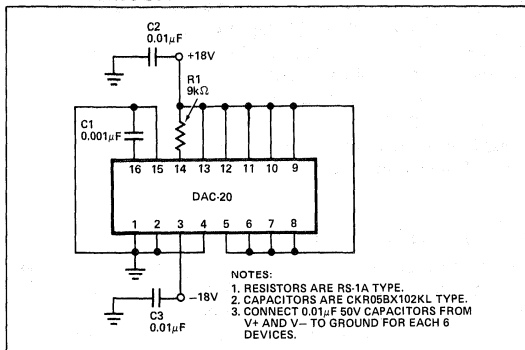 C2
0.01µF
+18V
R1
9kΩ
C1
0.001µF
16 15 14 13 12 11 10 9
DAC-20
1 2 3 4 5 6 7 8
-18V
C3
0.01µF
NOTES:
1. RESISTORS ARE RS-1A TYPE.
2. CAPACITORS ARE CKR05BX102KL TYPE.
3. CONNECT 0.01µF 50V CAPACITORS FROM
V+ AND V− TO GROUND FOR EACH 6
DEVICES.